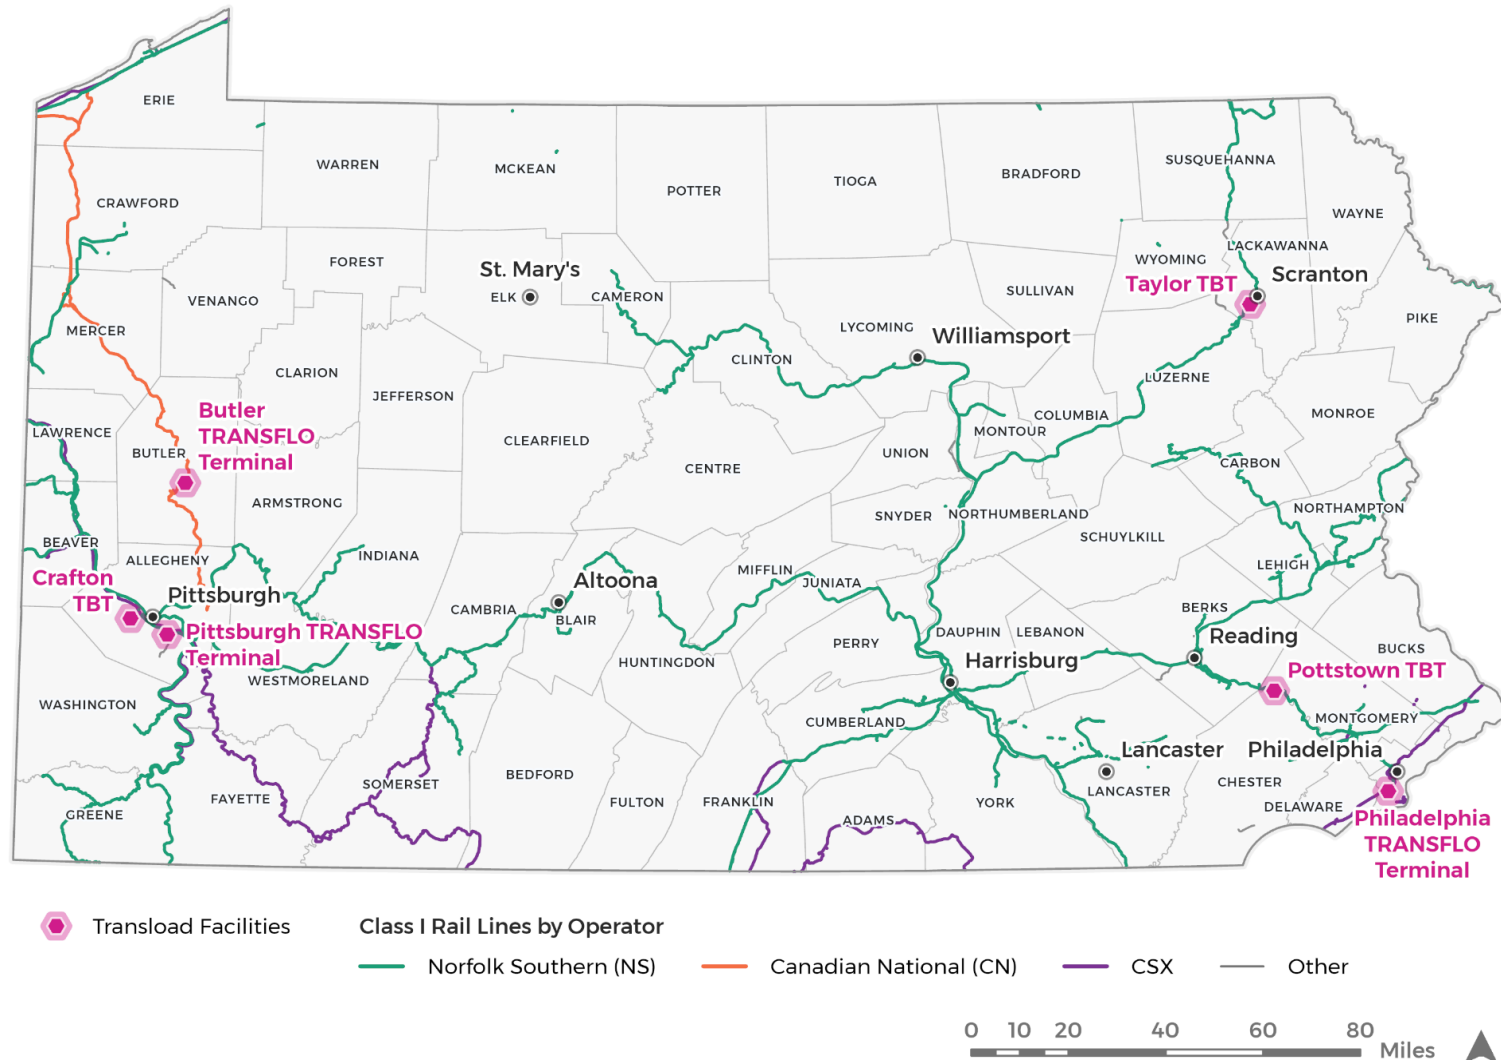 ERIE
WARREN
MCKEAN
POTTER
TIOGA
BRADFORD
SUSQUEHANNA
WAYNE
CRAWFORD
FOREST
VENANGO
St. Mary's
ELK
CAMERON
SULLIVAN
WYOMING
LACKAWANNA
Taylor TBT
Scranton
PIKE
MERCER
LYCOMING
Williamsport
CLINTON
CLARION
JEFFERSON
LUZERNE
COLUMBIA
MONTOUR
MONROE
Butler
TRANSFLO
Terminal
LAWRENCE
BUTLER
CLEARFIELD
CENTRE
UNION
CARBON
ARMSTRONG
SNYDER
NORTHUMBERLAND
NORTHAMPTON
SCHUYLKILL
BEAVER
ALLEGHENY
INDIANA
LEHIGH
Crafton
TBT
Pittsburgh
Altoona
MIFFLIN
JUNIATA
CAMBRIA
BLAIR
BERKS
Pittsburgh TRANSFLO
Terminal
HUNTINGDON
PERRY
DAUPHIN
LEBANON
Harrisburg
Reading
BUCKS
Pottstown TBT
WESTMORELAND
WASHINGTON
CUMBERLAND
MONTGOMERY
Lancaster
Philadelphia
SOMERSET
BEDFORD
FULTON
FRANKLIN
YORK
LANCASTER
CHESTER
DELAWARE
FAYETTE
GREENE
ADAMS
Philadelphia
TRANSFLO
Terminal
Transload Facilities
Class I Rail Lines by Operator
Norfolk Southern (NS)
Canadian National (CN)
CSX
Other
0 10 20 40 60 80 Miles